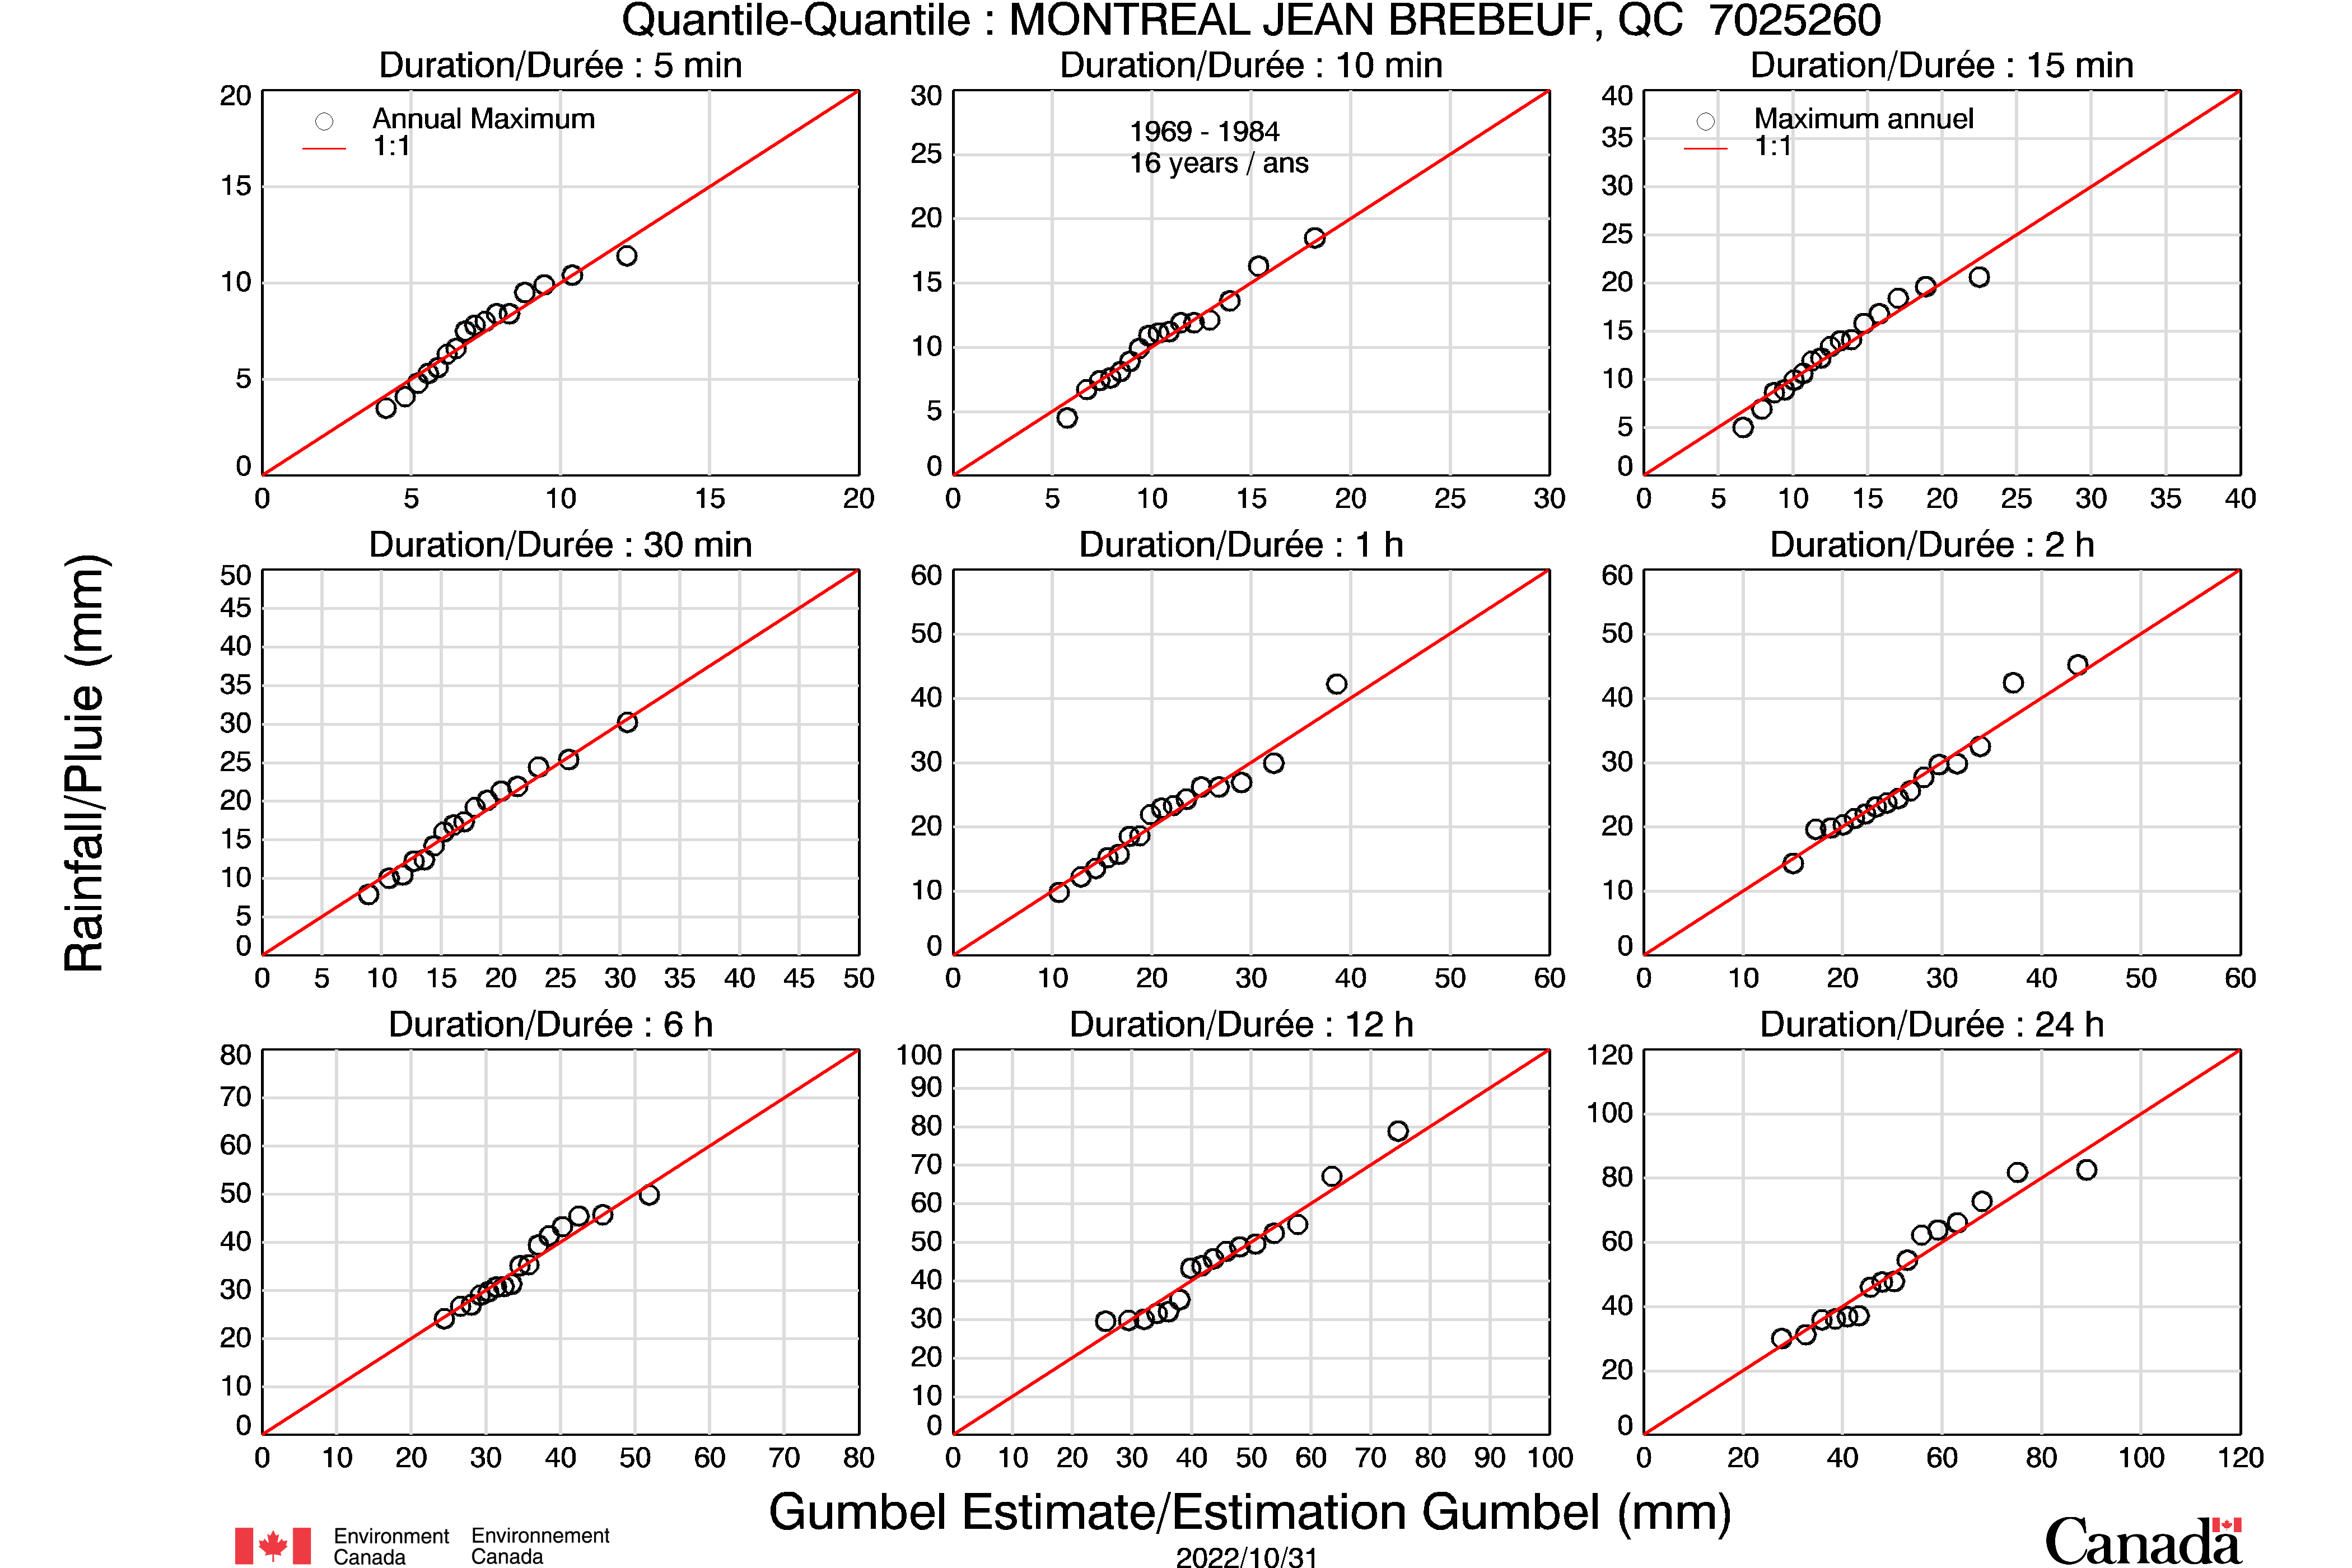 Quantile-Quantile : MONTREAL JEAN BREBEUF, QC 7025260
Duration/Durée : 5 min
20
15
10
5
0
0 5 10 15 20
Annual Maximum
1:1
Duration/Durée : 10 min
30
25
20
15
10
5
0
0 5 10 15 20 25 30
1969 - 1984
16 years / ans
Duration/Durée : 15 min
40
35
30
25
20
15
10
5
0
0 5 10 15 20 25 30 35 40
Maximum annuel
1:1
Rainfall/Pluie (mm)
Duration/Durée : 30 min
50
45
40
35
30
25
20
15
10
5
0
0 5 10 15 20 25 30 35 40 45 50
Duration/Durée : 1 h
60
50
40
30
20
10
0
0 10 20 30 40 50 60
Duration/Durée : 2 h
60
50
40
30
20
10
0
0 10 20 30 40 50 60
Duration/Durée : 6 h
80
70
60
50
40
30
20
10
0
0 10 20 30 40 50 60 70 80
Duration/Durée : 12 h
100
90
80
70
60
50
40
30
20
10
0
0 10 20 30 40 50 60 70 80 90 100
Duration/Durée : 24 h
120
100
80
60
40
20
0
0 20 40 60 80 100 120
Gumbel Estimate/Estimation Gumbel (mm)
Environment Environnement
Canada Canada
2022/10/31
Canada